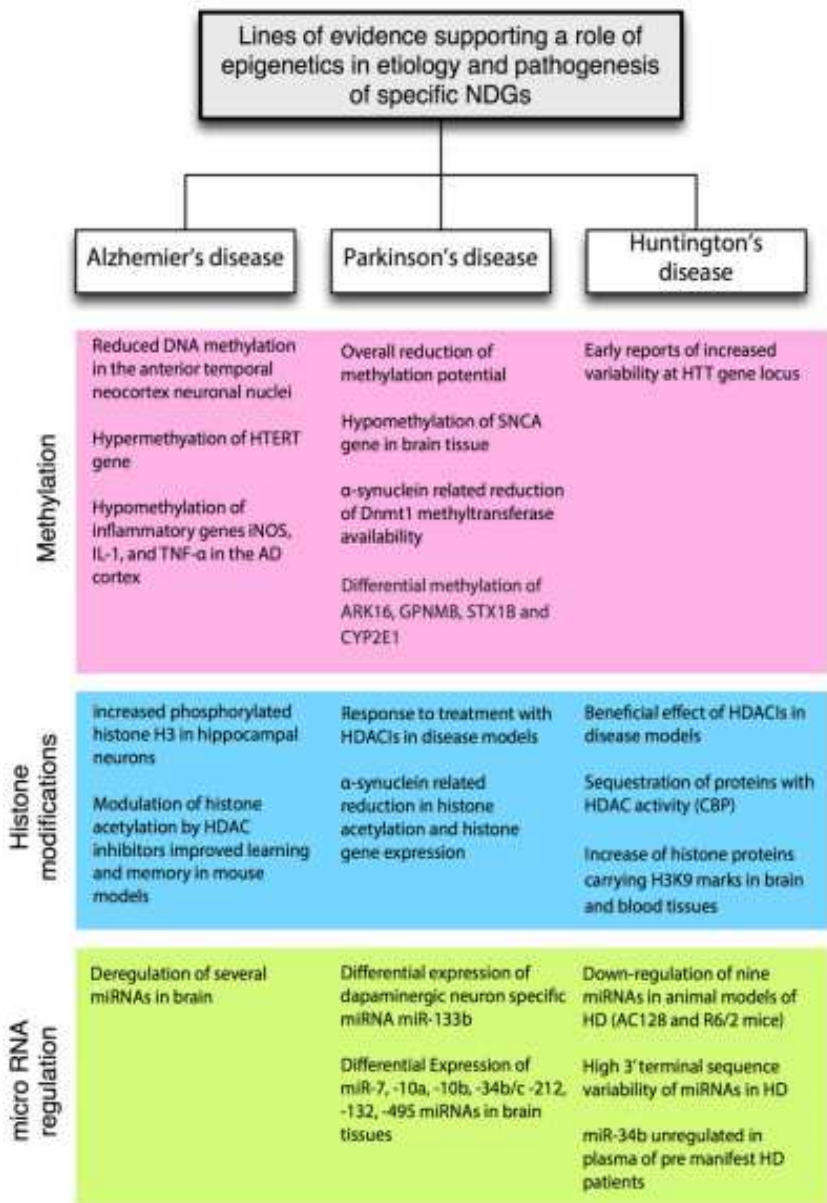 Lines of evidence supporting a role of
epigenetics in etiology and pathogenesis
of specific NDGs
Alzhemier's disease
Parkinson's disease
Huntington's
disease
Methylation
Reduced DNA methylation
in the anterior temporal
neocortex neuronal nuclei
Hypermethyation of HTERT
gene
Hypomethylation of
inflammatory genes iNOS,
IL-1, and TNF-α in the AD
cortex
Overall reduction of
methylation potential
Hypomethylation of SNCA
gene in brain tissue
α-synuclein related reduction
of Dnmt1 methyltransferase
availability
Differential methylation of
ARK16, GPNMB, STX1B and
CYP2E1
Early reports of increased
variability at HTT gene locus
Histone
modifications
increased phosphorylated
histone H3 in hippocampal
neurons
Modulation of histone
acetylation by HDAC
inhibitors improved learning
and memory in mouse
models
Response to treatment with
HDACIs in disease models
α-synuclein related
reduction in histone
acetylation and histone
gene expression
Beneficial effect of HDACIs in
disease models
Sequestration of proteins with
HDAC activity (CBP)
Increase of histone proteins
carrying H3K9 marks in brain
and blood tissues
micro RNA
regulation
Deregulation of several
miRNAs in brain
Differential expression of
dapaminergic neuron specific
miRNA miR-133b
Differential Expression of
miR-7, -10a, -10b, -34b/c -212,
-132, -495 miRNAs in brain
tissues
Down-regulation of nine
miRNAs in animal models of
HD (AC128 and R6/2 mice)
High 3' terminal sequence
variability of miRNAs in HD
miR-34b unregulated in
plasma of pre manifest HD
patients